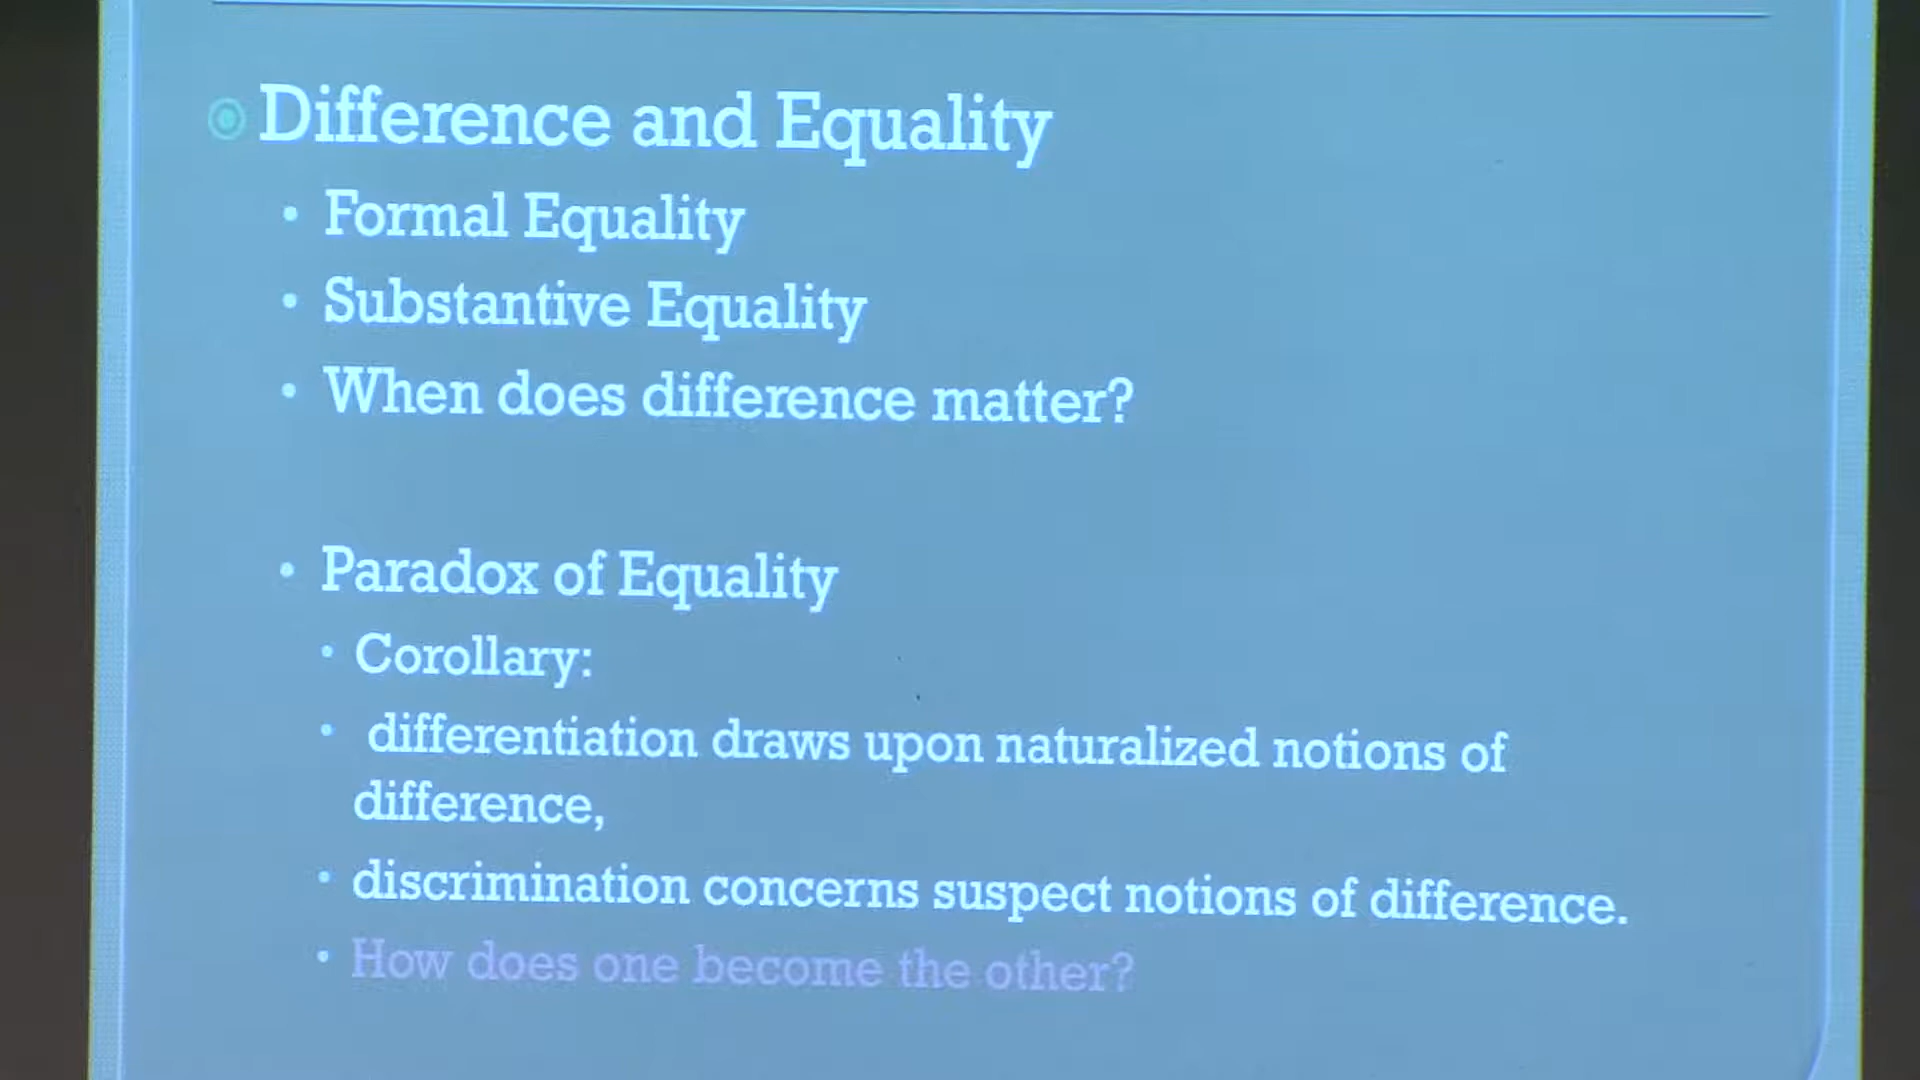 Difference and Equality
• Formal Equality
• Substantive Equality
• When does difference matter?
• Paradox of Equality
• Corollary:
• differentiation draws upon naturalized notions of
difference,
• discrimination concerns suspect notions of difference.
• How does one become the other?